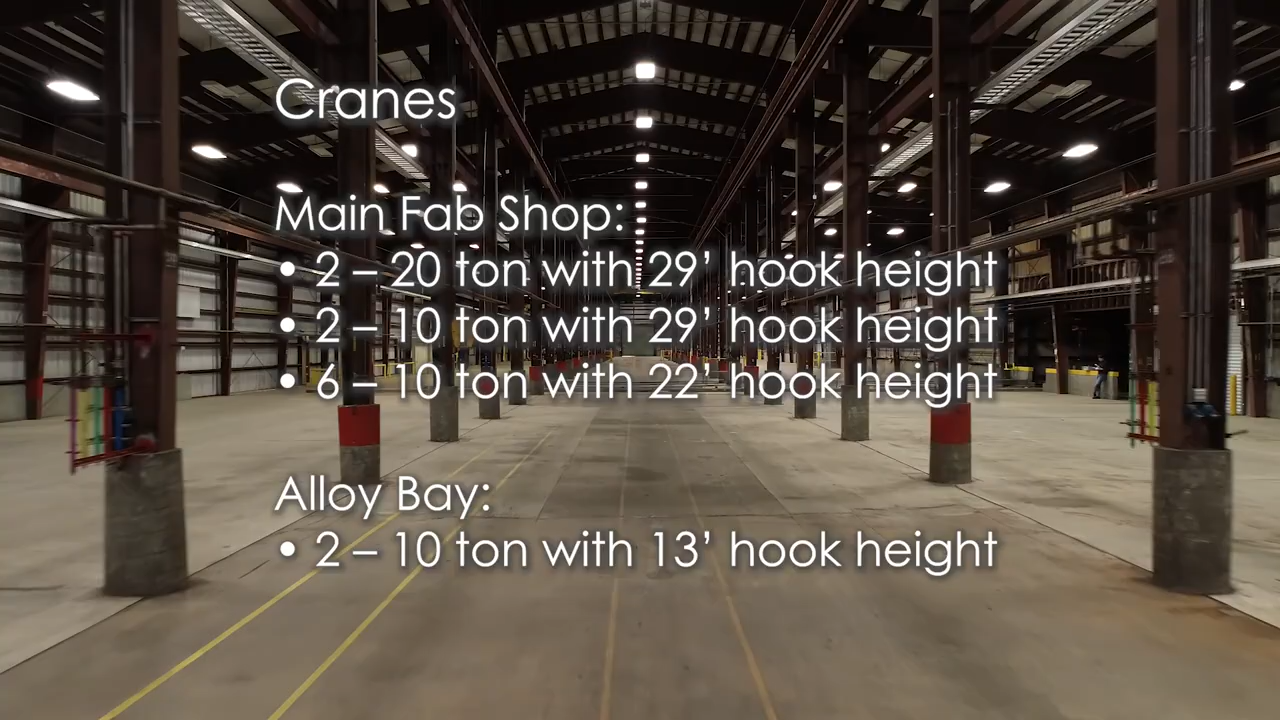 Cranes
Main Fab Shop:
• 2 – 20 ton with 29’ hook height
• 2 – 10 ton with 29’ hook height
• 6 – 10 ton with 22’ hook height
Alloy Bay:
• 2 – 10 ton with 13’ hook height